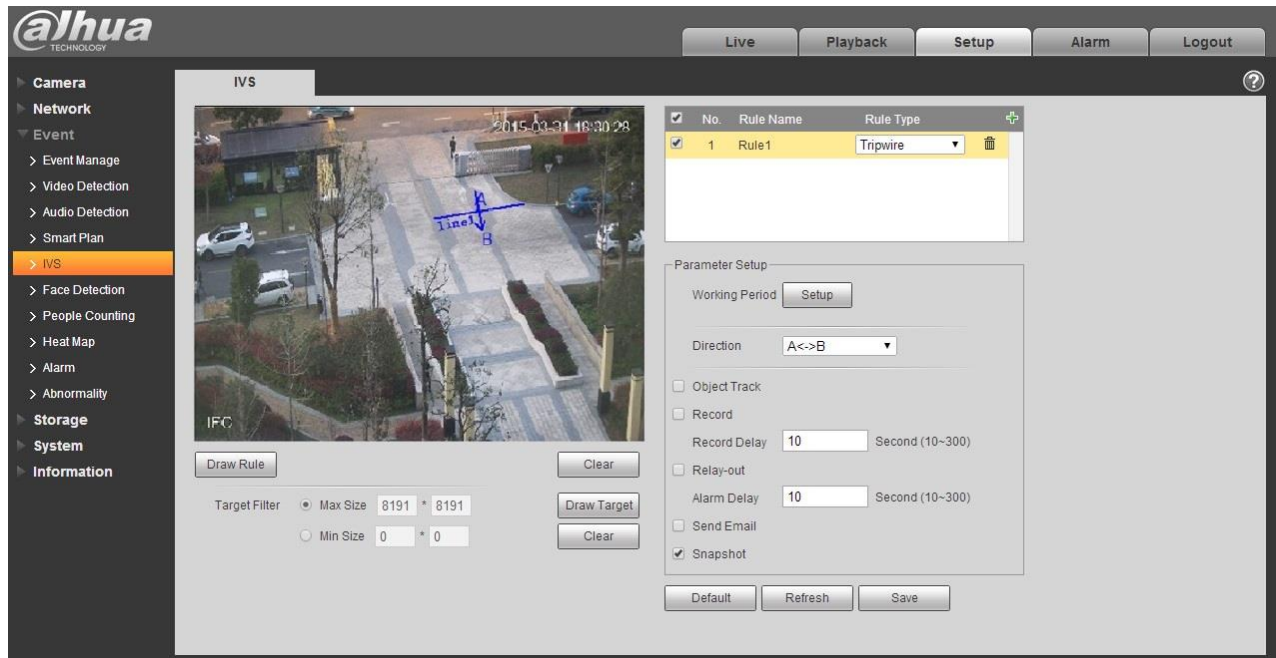 alhua
TECHNOLOGY
Live Playback Setup Alarm Logout
Camera
Network
Event
Event Manage
Video Detection
Audio Detection
Smart Plan
IVS
Face Detection
People Counting
Heat Map
Alarm
Abnormality
Storage
System
Information
IVS
?
2015-03-31 18:30:28
A
line1
B
IPC
Draw Rule Clear
Target Filter Max Size 8191 * 8191 Draw Target
Min Size 0 * 0 Clear
No. Rule Name Rule Type
1 Rule1 Tripwire
Parameter Setup
Working Period Setup
Direction A<->B
Object Track
Record
Record Delay 10 Second (10~300)
Relay-out
Alarm Delay 10 Second (10~300)
Send Email
Snapshot
Default Refresh Save